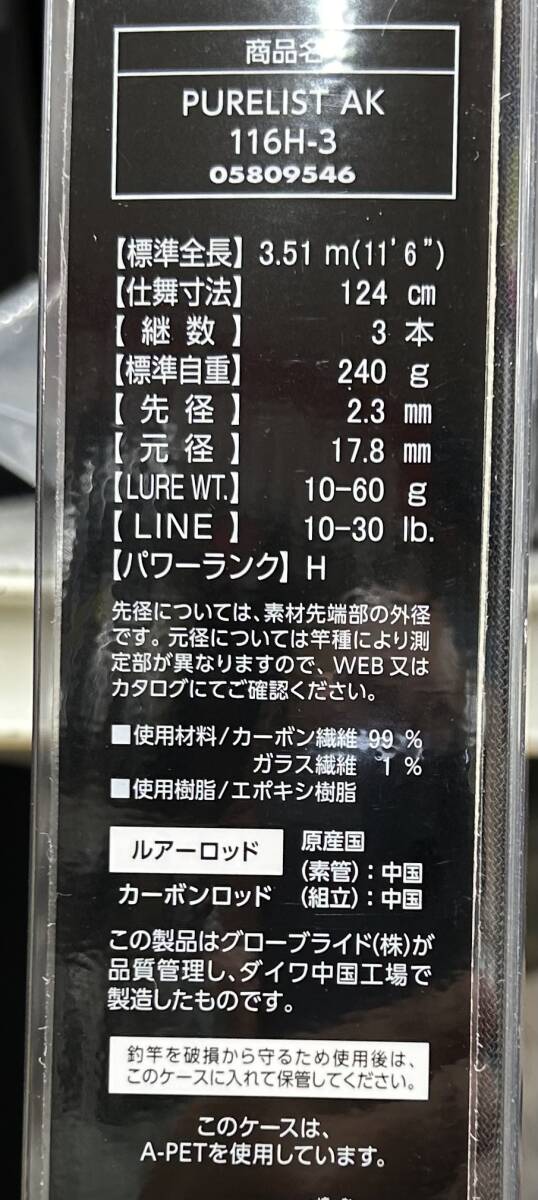 商品名
PURELIST AK
116H-3
05809546
【標準全長】 3.51 m(11'6")
【仕舞寸法】 124 cm
【 継 数 】 3 本
【標準自重】 240 g
【 先 径 】 2.3 mm
【 元 径 】 17.8 mm
【LURE WT.】 10-60 g
【 LINE 】 10-30 lb.
【パワーランク】 H
先径については、素材先端部の外径
です。元径については竿種により測
定部が異なりますので、WEB又は
カタログにてご確認ください。
■使用材料/カーボン繊維 99 %
ガラス繊維 1 %
■使用樹脂/エポキシ樹脂
ルアーロッド
カーボンロッド
原産国
(素管):中国
(組立):中国
この製品はグローブライド(株)が
品質管理し、ダイワ中国工場で
製造したものです。
釣竿を破損から守るため使用後は、
このケースに入れて保管してください。
このケースは、
A-PETを使用しています。